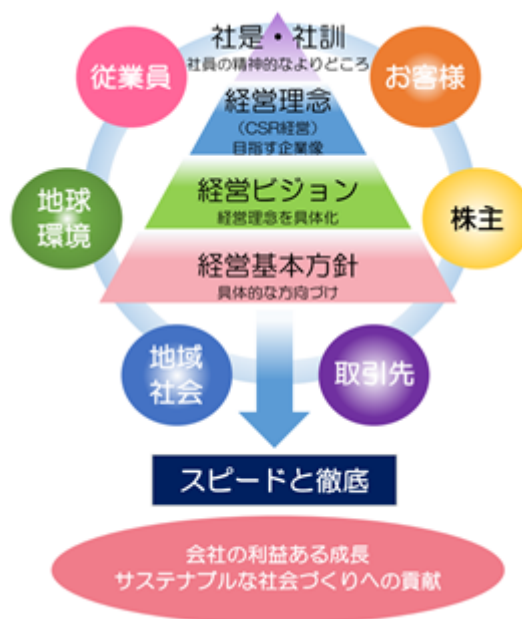 社是・社訓
社員の精神的なよりどころ
従業員
お客様
経営理念
（CSR経営）
目指す企業像
地球
環境
経営ビジョン
経営理念を具体化
株主
経営基本方針
具体的な方向づけ
地域
社会
取引先
スピードと徹底
会社の利益ある成長
サステナブルな社会づくりへの貢献